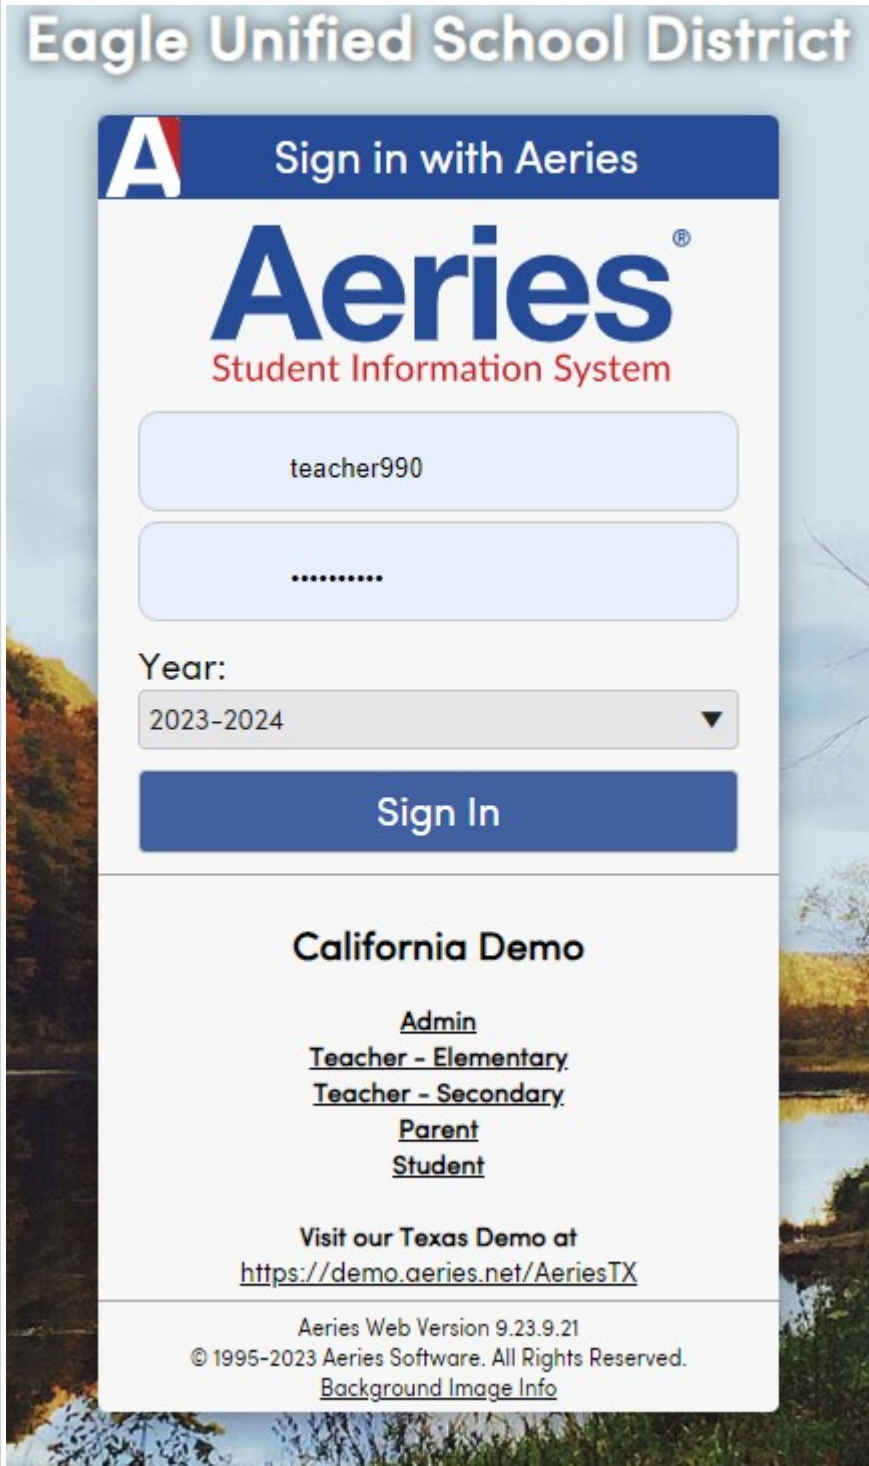 Eagle Unified School District
A Sign in with Aeries
Aeries®
Student Information System
teacher990
••••••••••
Year:
2023-2024
Sign In
California Demo
Admin
Teacher - Elementary
Teacher - Secondary
Parent
Student
Visit our Texas Demo at
https://demo.aeries.net/AeriesTX
Aeries Web Version 9.23.9.21
© 1995-2023 Aeries Software. All Rights Reserved.
Background Image Info